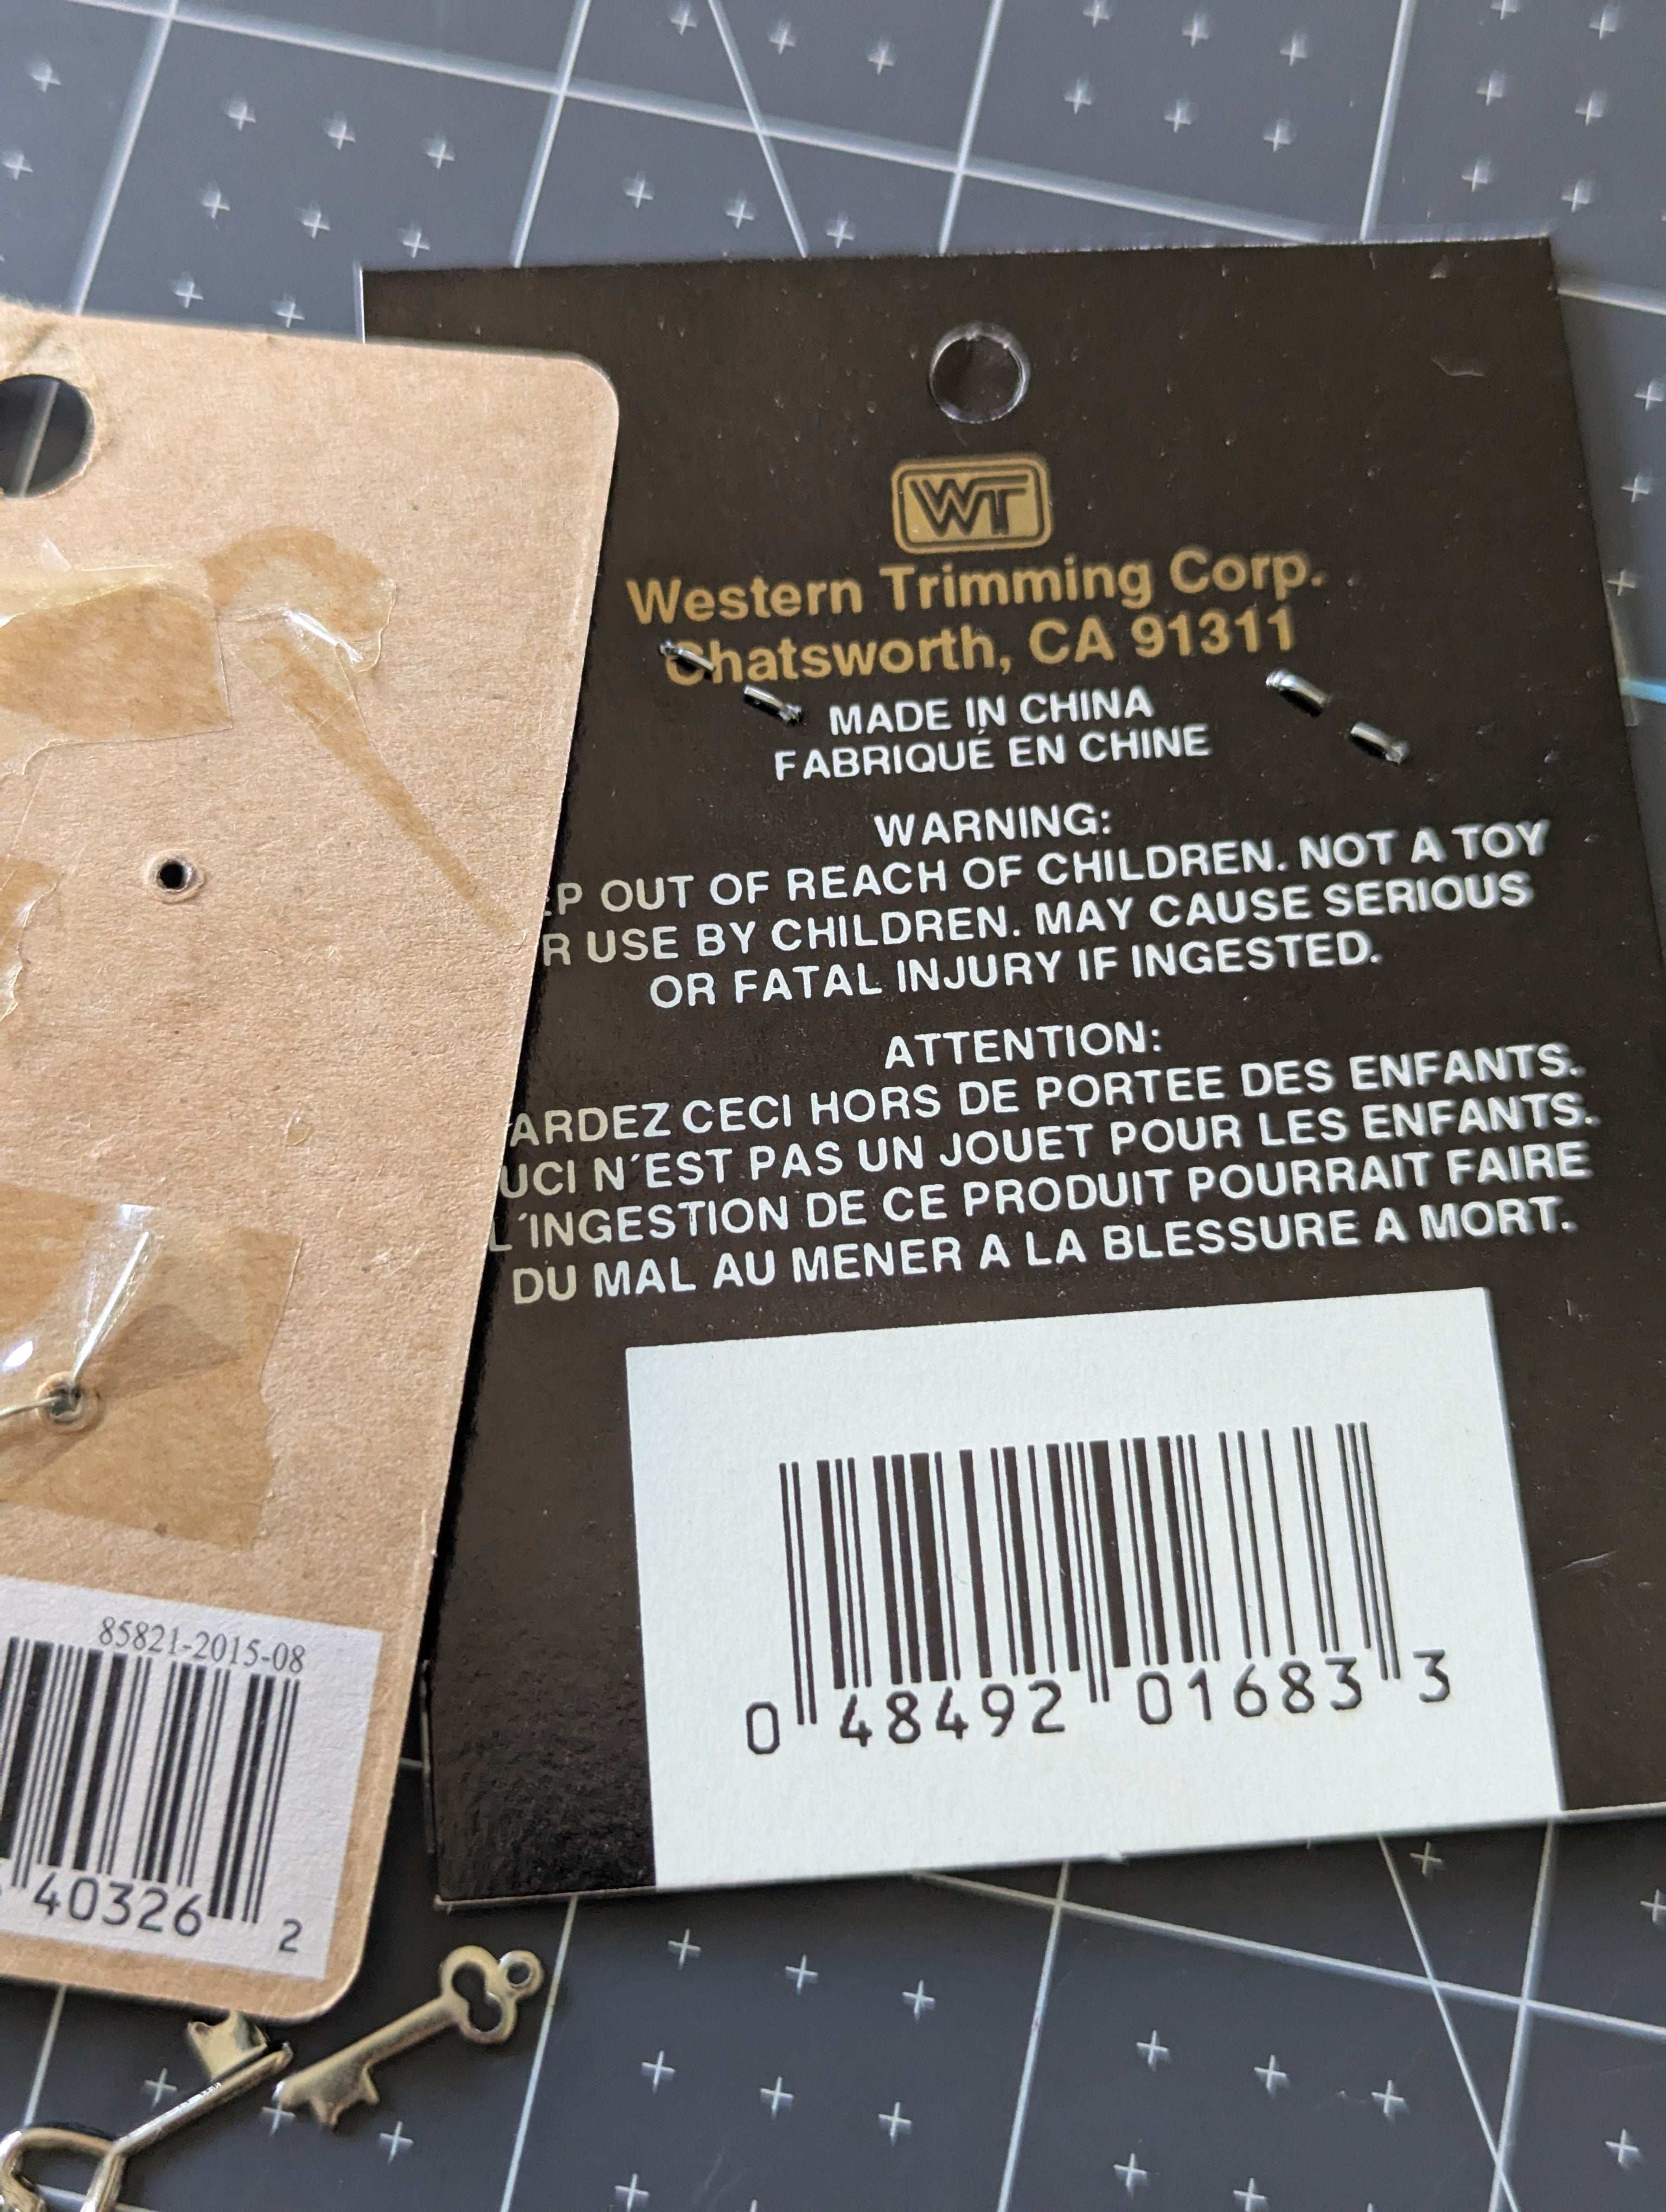 WT
Western Trimming Corp.
Chatsworth, CA 91311
MADE IN CHINA
FABRIQUÉ EN CHINE
WARNING:
OUT OF REACH OF CHILDREN. NOT A TOY
USE BY CHILDREN. MAY CAUSE SERIOUS
OR FATAL INJURY IF INGESTED.
ATTENTION:
ARDEZ CECI HORS DE PORTEE DES ENFANTS.
UCI N'EST PAS UN JOUET POUR LES ENFANTS.
L'INGESTION DE CE PRODUIT POURRAIT FAIRE
DU MAL AU MENER A LA BLESSURE A MORT.
0 48492 01683 3
85821-2015-08
40326 2